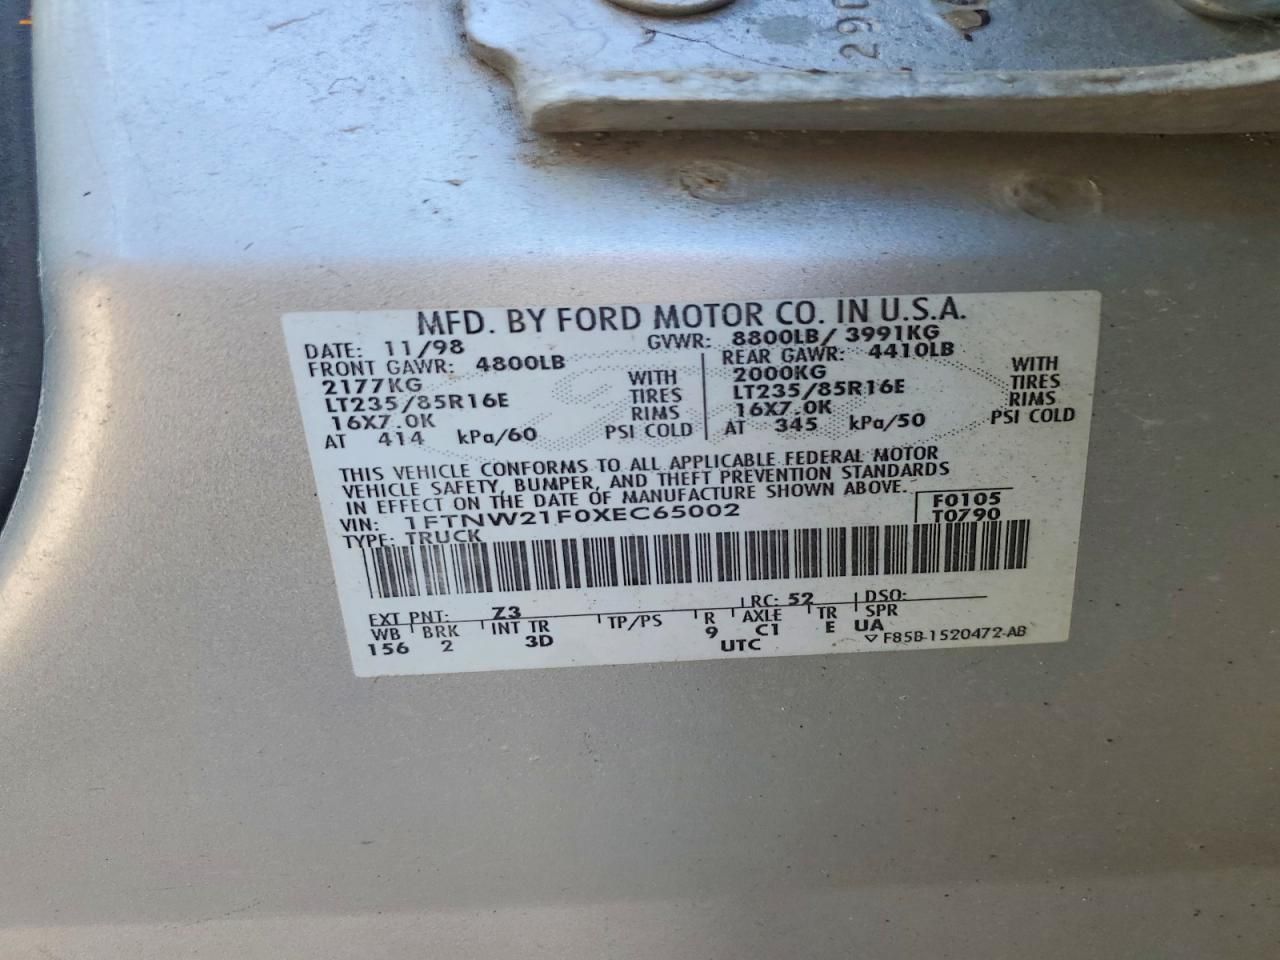 290
MFD. BY FORD MOTOR CO. IN U.S.A.
DATE: 11/98 GVWR: 8800LB/ 3991KG
FRONT GAWR: 4800LB REAR GAWR: 4410LB
2177KG WITH 2000KG WITH
LT235/85R16E TIRES LT235/85R16E TIRES
16X7.0K RIMS 16X7.0K RIMS
AT 414 kPa/60 PSI COLD AT 345 kPa/50 PSI COLD
THIS VEHICLE CONFORMS TO ALL APPLICABLE FEDERAL MOTOR
VEHICLE SAFETY, BUMPER, AND THEFT PREVENTION STANDARDS
IN EFFECT ON THE DATE OF MANUFACTURE SHOWN ABOVE.
VIN: 1FTNW21F0XEC65002 F0105
TYPE: TRUCK T0790
EXT PNT: Z3 RC: 52 DSO:
WB BRK INT TR TP/PS R AXLE TR SPR
156 2 3D 9 C1 E UA
UTC ▽ F85B-1520472-AB